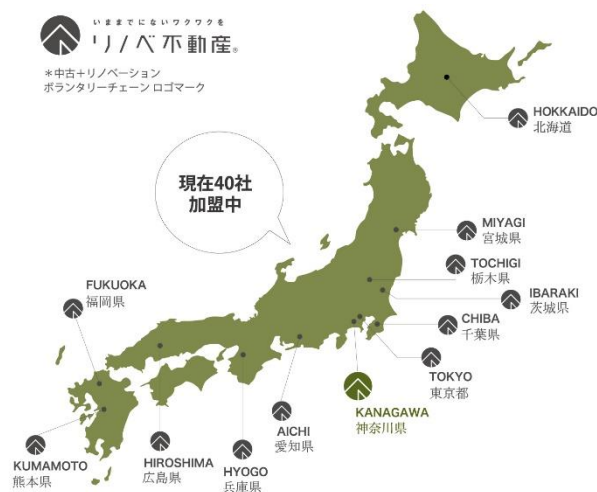 いままでにないワクワクを
リノベ不動産®
＊中古＋リノベーション
ボランタリーチェーン ロゴマーク
現在40社
加盟中
HOKKAIDO
北海道
MIYAGI
宮城県
TOCHIGI
栃木県
IBARAKI
茨城県
CHIBA
千葉県
TOKYO
東京都
KANAGAWA
神奈川県
AICHI
愛知県
HYOGO
兵庫県
HIROSHIMA
広島県
FUKUOKA
福岡県
KUMAMOTO
熊本県